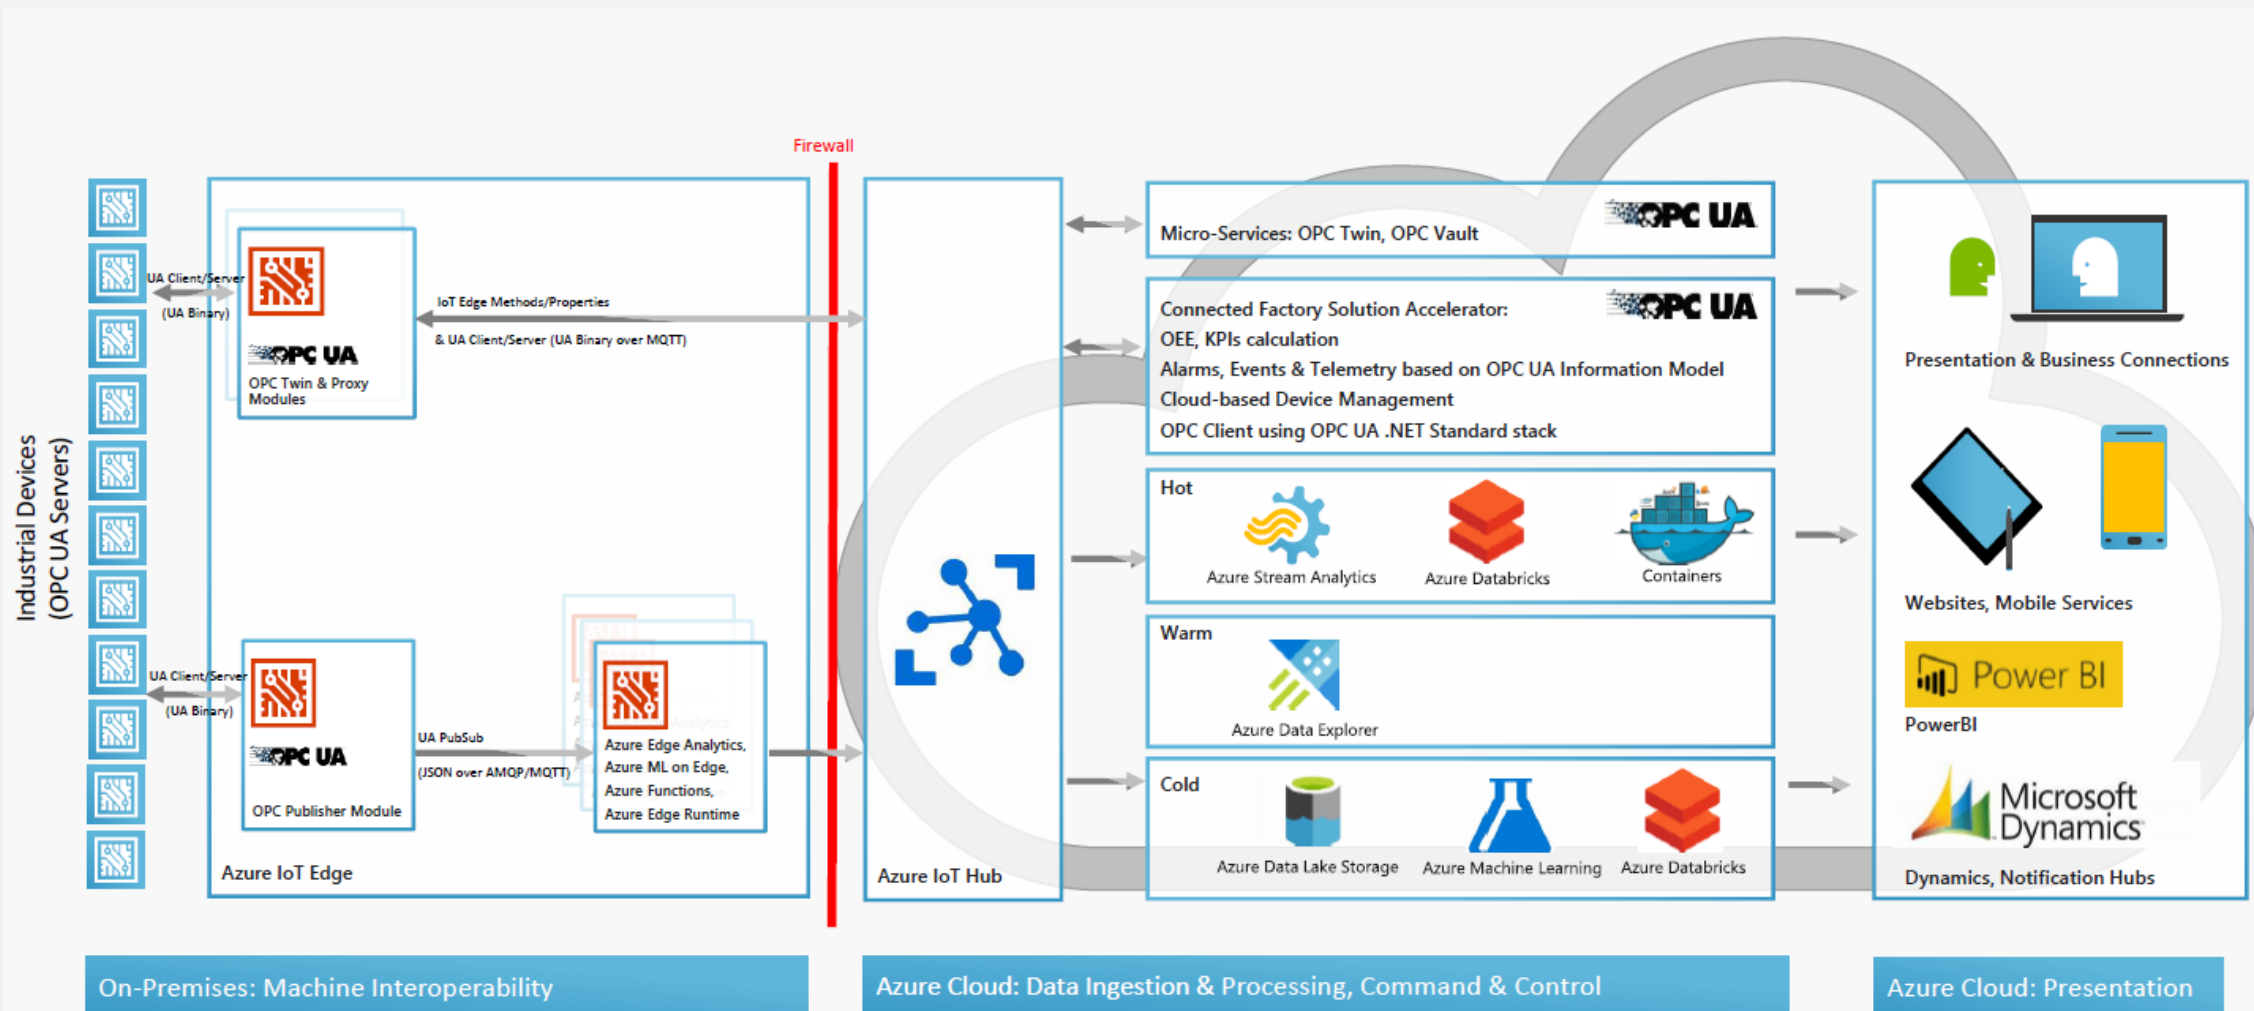 Firewall
Industrial Devices
(OPC UA Servers)
UA Client/Server
(UA Binary)
OPC UA
OPC Twin & Proxy
Modules
IoT Edge Methods/Properties
& UA Client/Server (UA Binary over MQTT)
UA Client/Server
(UA Binary)
OPC UA
OPC Publisher Module
UA PubSub
(JSON over AMQP/MQTT)
Azure Edge Analytics,
Azure ML on Edge,
Azure Functions,
Azure Edge Runtime
Azure IoT Edge
Azure IoT Hub
Micro-Services: OPC Twin, OPC Vault
OPC UA
Connected Factory Solution Accelerator:
OPC UA
OEE, KPIs calculation
Alarms, Events & Telemetry based on OPC UA Information Model
Cloud-based Device Management
OPC Client using OPC UA .NET Standard stack
Hot
Azure Stream Analytics
Azure Databricks
Containers
Warm
Azure Data Explorer
Cold
Azure Data Lake Storage
Azure Machine Learning
Azure Databricks
Presentation & Business Connections
Websites, Mobile Services
Power BI
PowerBI
Microsoft
Dynamics
Dynamics, Notification Hubs
On-Premises: Machine Interoperability
Azure Cloud: Data Ingestion & Processing, Command & Control
Azure Cloud: Presentation